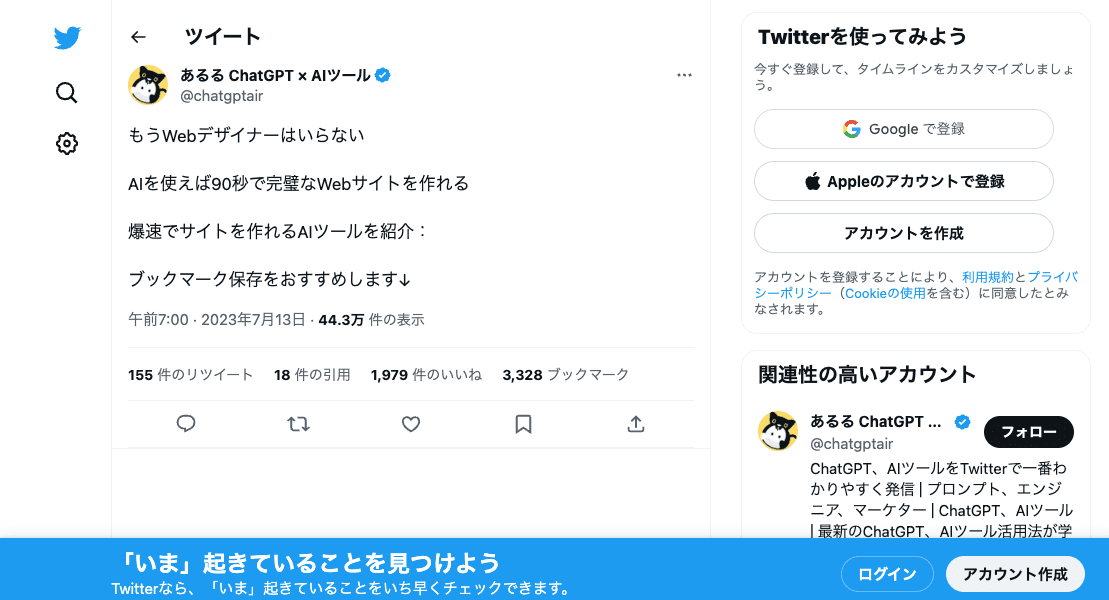 ツイート
あるる ChatGPT × AIツール
@chatgptair
もうWebデザイナーはいらない
AIを使えば90秒で完璧なWebサイトを作れる
爆速でサイトを作れるAIツールを紹介：
ブックマーク保存をおすすめします↓
午前7:00 · 2023年7月13日 · 44.3万 件の表示
155 件のリツイート 18 件の引用 1,979 件のいいね 3,328 ブックマーク
Twitterを使ってみよう
今すぐ登録して、タイムラインをカスタマイズしましょ
う。
Google で登録
Appleのアカウントで登録
アカウントを作成
アカウントを登録することにより、利用規約とプライバ
シーポリシー（Cookieの使用を含む）に同意したとみ
なされます。
関連性の高いアカウント
あるる ChatGPT ...
@chatgptair
フォロー
ChatGPT、AIツールをTwitterで一番わ
かりやすく発信 | プロンプト、エンジ
ニア、マーケター | ChatGPT、AIツール
| 最新のChatGPT、AIツール活用法が学
「いま」起きていることを見つけよう
Twitterなら、「いま」起きていることをいち早くチェックできます。
ログイン
アカウント作成